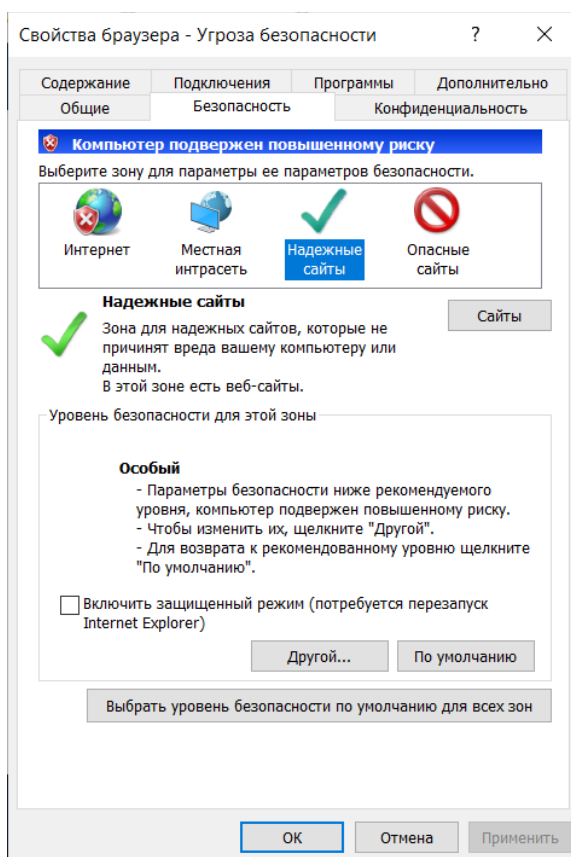 Свойства браузера - Угроза безопасности
?
Содержание Подключения Программы Дополнительно
Общие Безопасность Конфиденциальность
Компьютер подвержен повышенному риску
Выберите зону для параметры ее параметров безопасности.
Интернет Местная интрасеть Надежные сайты Опасные сайты
Надежные сайты
Сайты
Зона для надежных сайтов, которые не
причинят вреда вашему компьютеру или
данным.
В этой зоне есть веб-сайты.
Уровень безопасности для этой зоны
Особый
- Параметры безопасности ниже рекомендуемого
уровня, компьютер подвержен повышенному риску.
- Чтобы изменить их, щелкните "Другой".
- Для возврата к рекомендованному уровню щелкните
"По умолчанию".
Включить защищенный режим (потребуется перезапуск
Internet Explorer)
Другой... По умолчанию
Выбрать уровень безопасности по умолчанию для всех зон
ОК Отмена Применить